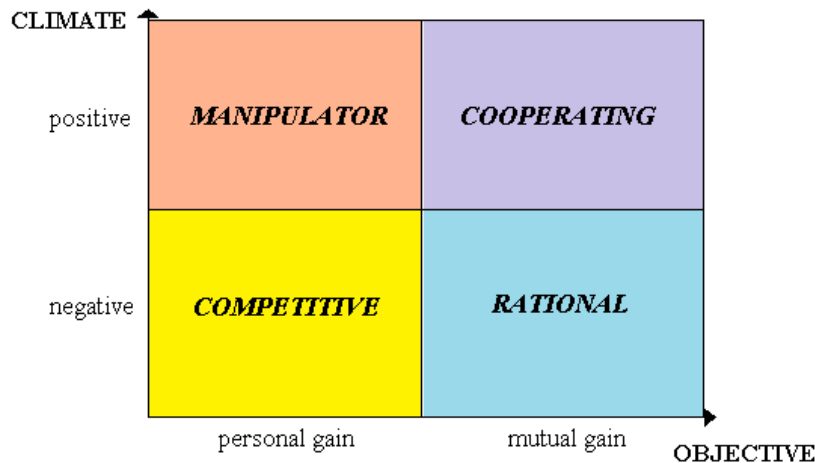 CLIMATE
positive
MANIPULATOR
COOPERATING
negative
COMPETITIVE
RATIONAL
personal gain
mutual gain
OBJECTIVE